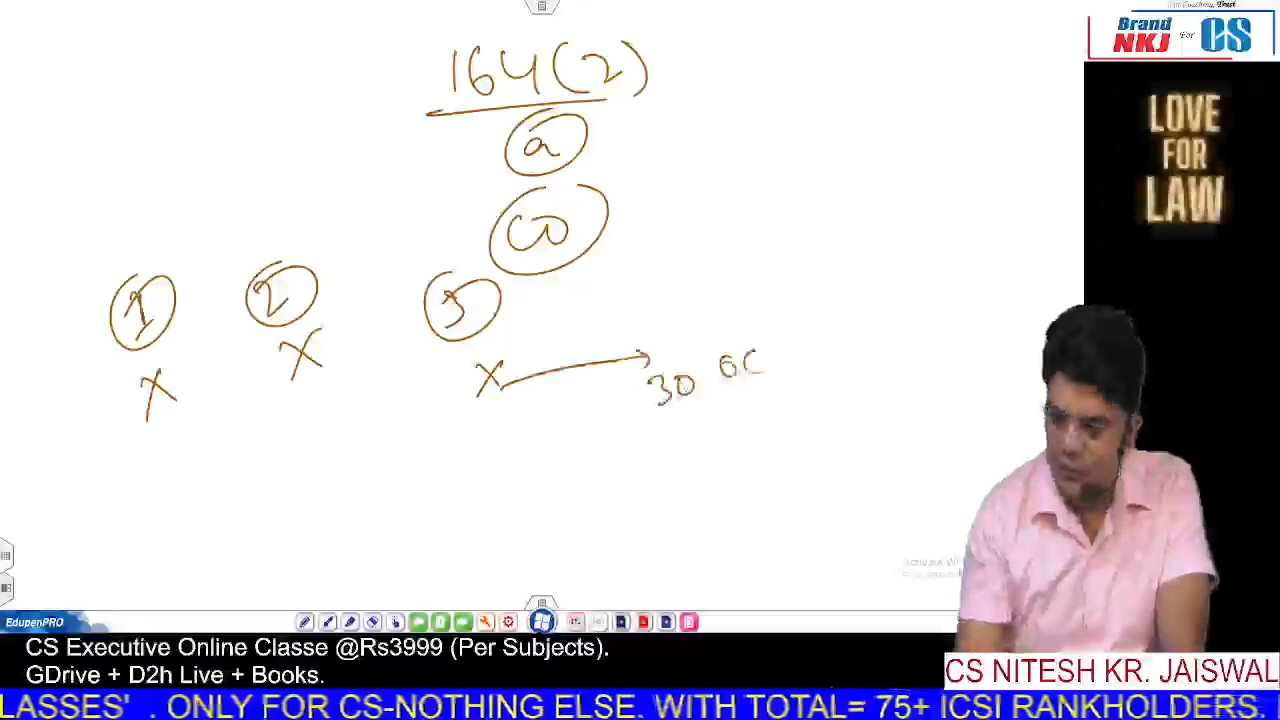 Brand
NKJ For CS
164(2)
a
CO
1 2 3
X X X
30 OC
LOVE
FOR
LAW
EdupenPRO
CS Executive Online Classe @Rs3999 (Per Subjects).
GDrive + D2h Live + Books.
CS NITESH KR. JAISWAL
LASSES' . ONLY FOR CS-NOTHING ELSE. WITH TOTAL= 75+ ICSI RANKHOLDERS.